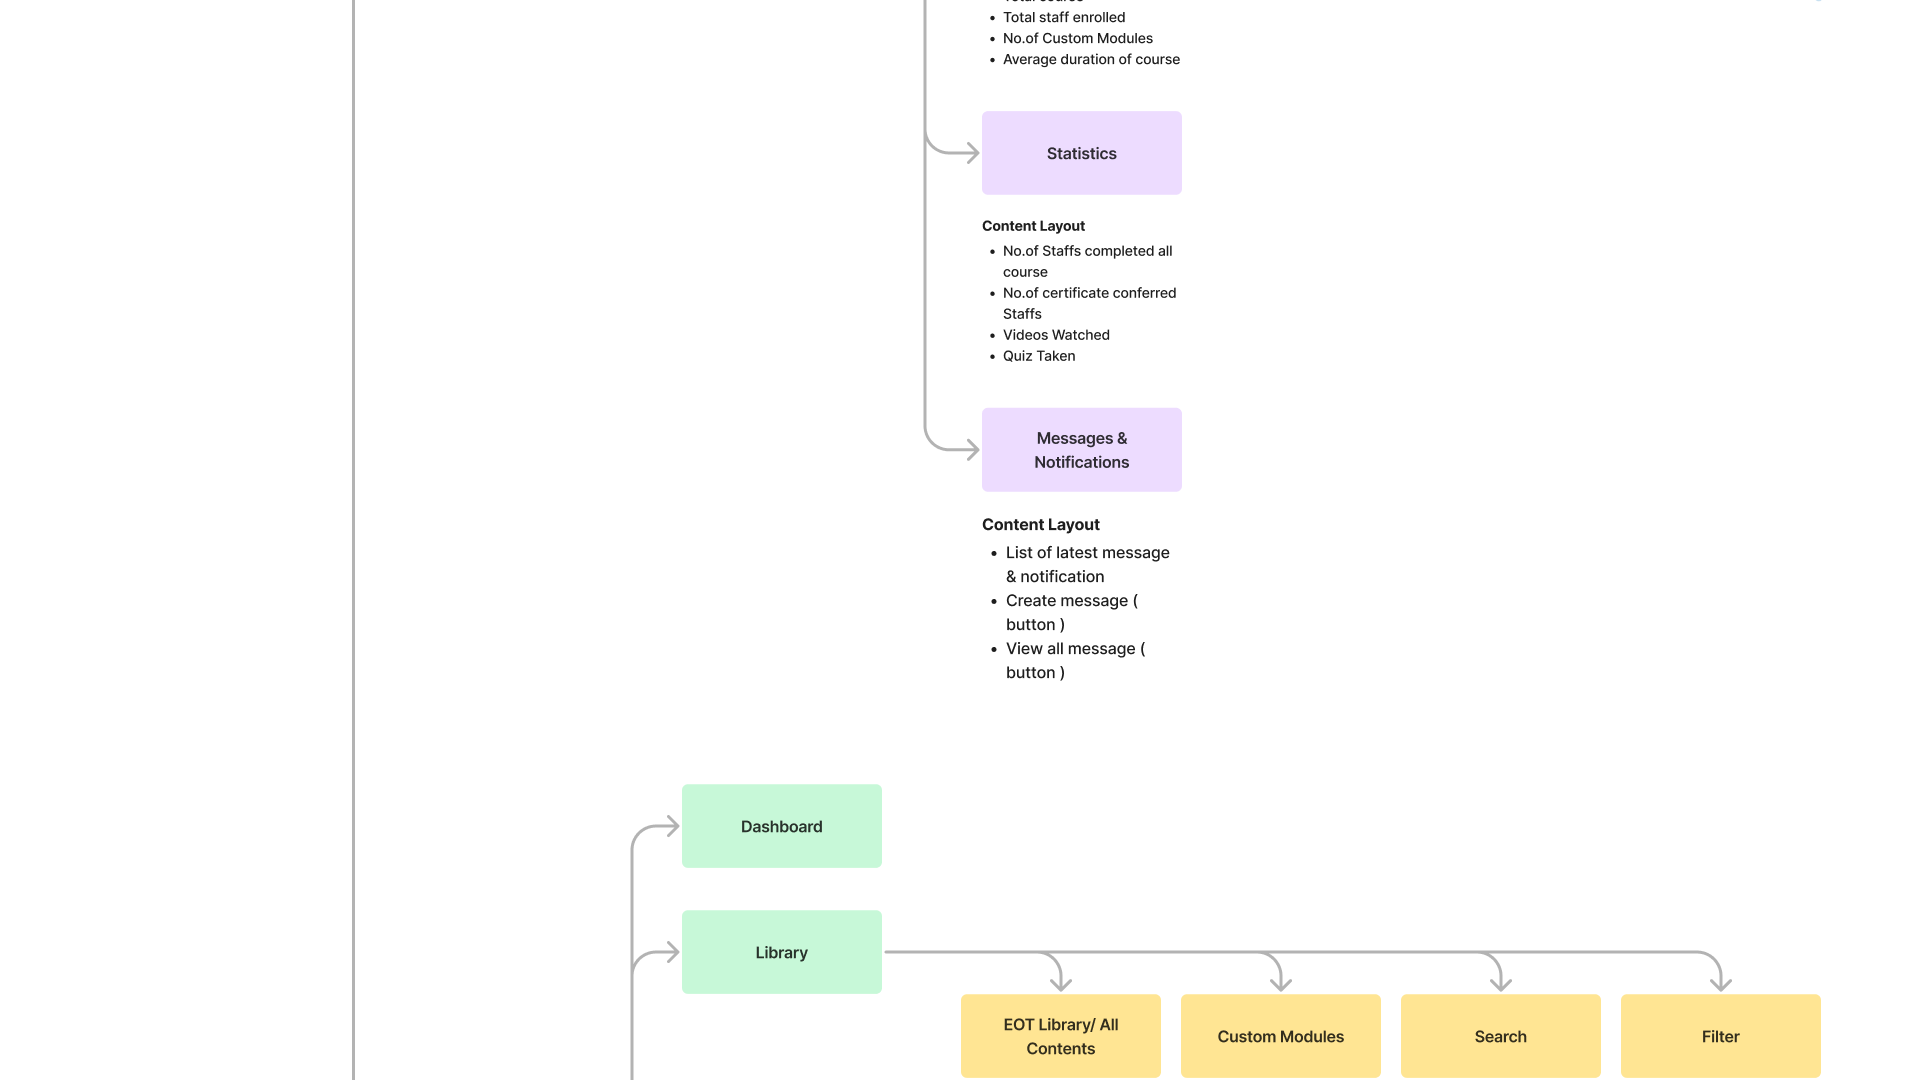 Total course
• Total staff enrolled
• No.of Custom Modules
• Average duration of course
Statistics
Content Layout
• No.of Staffs completed all
course
• No.of certificate conferred
Staffs
• Videos Watched
• Quiz Taken
Messages &
Notifications
Content Layout
• List of latest message
& notification
• Create message (
button )
• View all message (
button )
Dashboard
Library
EOT Library/ All
Contents
Custom Modules
Search
Filter